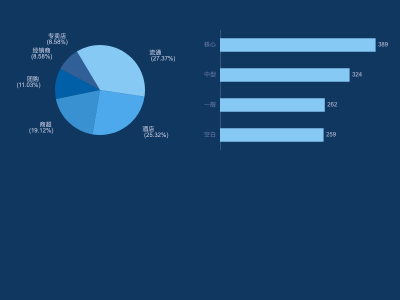 专卖店
(8.58%)
经销商
(8.58%)
团购
(11.03%)
商超
(19.12%)
流通
(27.37%)
酒店
(25.32%)
核心
389
中型
324
一般
262
空白
259